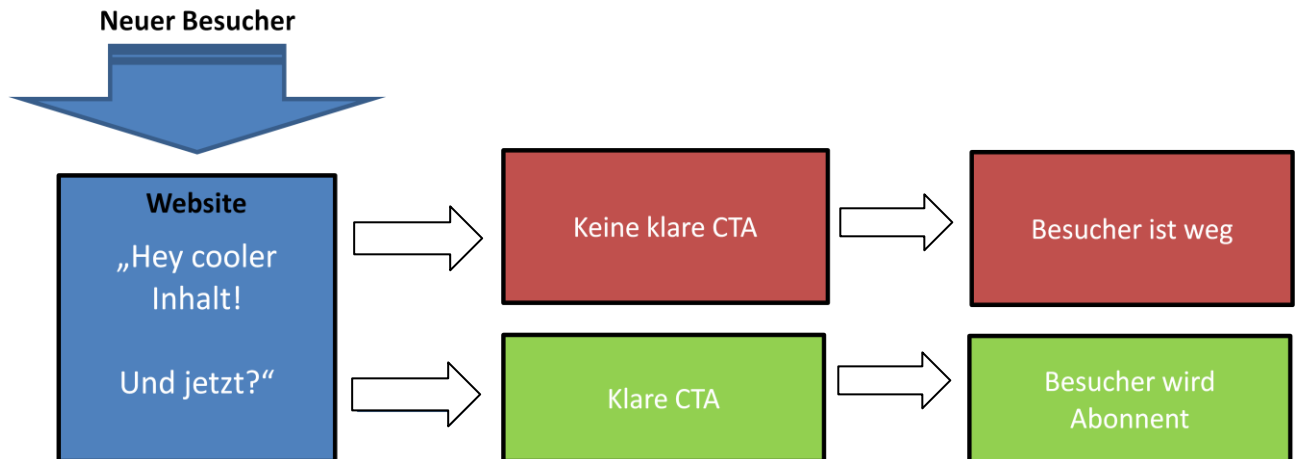 Neuer Besucher
Website
„Hey cooler
Inhalt!
Und jetzt?“
Keine klare CTA
Besucher ist weg
Klare CTA
Besucher wird
Abonnent